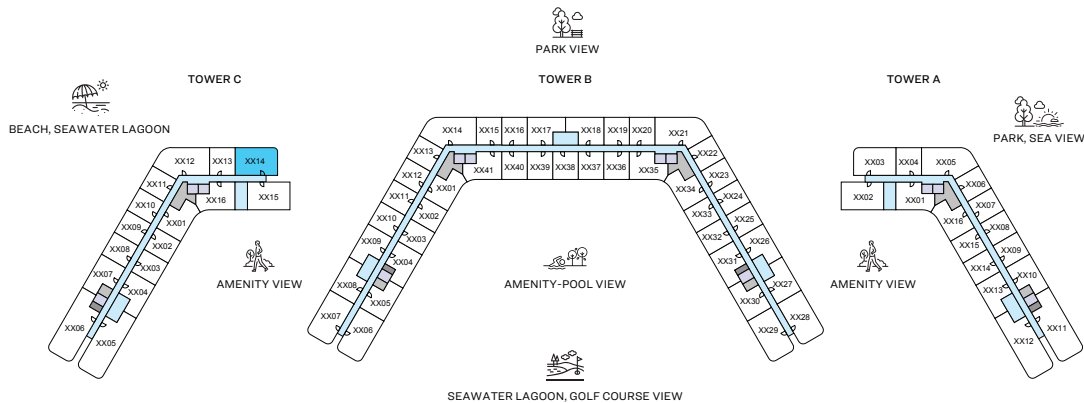 PARK VIEW
TOWER C
TOWER B
TOWER A
BEACH, SEAWATER LAGOON
PARK, SEA VIEW
XX12
XX13
XX14
XX11
XX10
XX09
XX08
XX07
XX06
XX05
XX04
XX03
XX02
XX01
XX16
XX15
AMENITY VIEW
XX14
XX15
XX16
XX17
XX18
XX19
XX20
XX21
XX13
XX12
XX11
XX10
XX09
XX08
XX07
XX06
XX05
XX04
XX03
XX02
XX01
XX41
XX40
XX39
XX38
XX37
XX36
XX35
XX34
XX33
XX32
XX31
XX30
XX29
XX28
XX27
XX26
XX25
XX24
XX23
XX22
AMENITY-POOL VIEW
XX03
XX04
XX05
XX02
XX01
XX16
XX15
XX14
XX13
XX12
XX11
XX10
XX09
XX08
XX07
XX06
AMENITY VIEW
SEAWATER LAGOON, GOLF COURSE VIEW